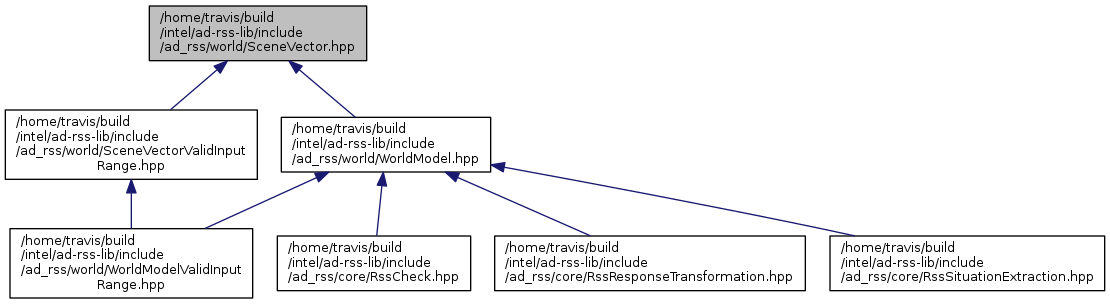 /home/travis/build
/intel/ad-rss-lib/include
/ad_rss/world/SceneVector.hpp
/home/travis/build
/intel/ad-rss-lib/include
/ad_rss/world/SceneVectorValidInput
Range.hpp
/home/travis/build
/intel/ad-rss-lib/include
/ad_rss/world/WorldModel.hpp
/home/travis/build
/intel/ad-rss-lib/include
/ad_rss/world/WorldModelValidInput
Range.hpp
/home/travis/build
/intel/ad-rss-lib/include
/ad_rss/core/RssCheck.hpp
/home/travis/build
/intel/ad-rss-lib/include
/ad_rss/core/RssResponseTransformation.hpp
/home/travis/build
/intel/ad-rss-lib/include
/ad_rss/core/RssSituationExtraction.hpp